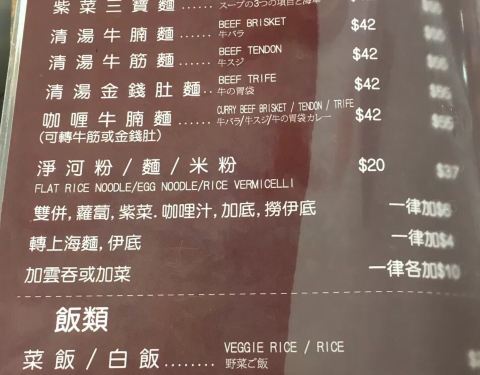 紫菜三寶麵 ...... スープの3つの項目と海草 $42
清湯牛腩麵 ...... BEEF BRISKET $42
牛バラ
清湯牛筋麵 ...... BEEF TENDON $42
牛スジ
清湯金錢肚麵 .. BEEF TRIFE $42
牛の胃袋
咖喱牛腩麵 ...... CURRY BEEF BRISKET / TENDON / TRIFE $42
(可轉牛筋或金錢肚) 牛バラ/牛スジ/牛の胃袋カレー
淨河粉/麵/米粉 $20 $37
FLAT RICE NOODLE/EGG NOODLE/RICE VERMICELLI
雙併,蘿蔔,紫菜.咖喱汁,加底,撈伊底 一律加$6
轉上海麵,伊底 一律加$4
加雲吞或加菜 一律各加$10
飯類
菜飯/白飯 ........ VEGGIE RICE / RICE
野菜ご飯